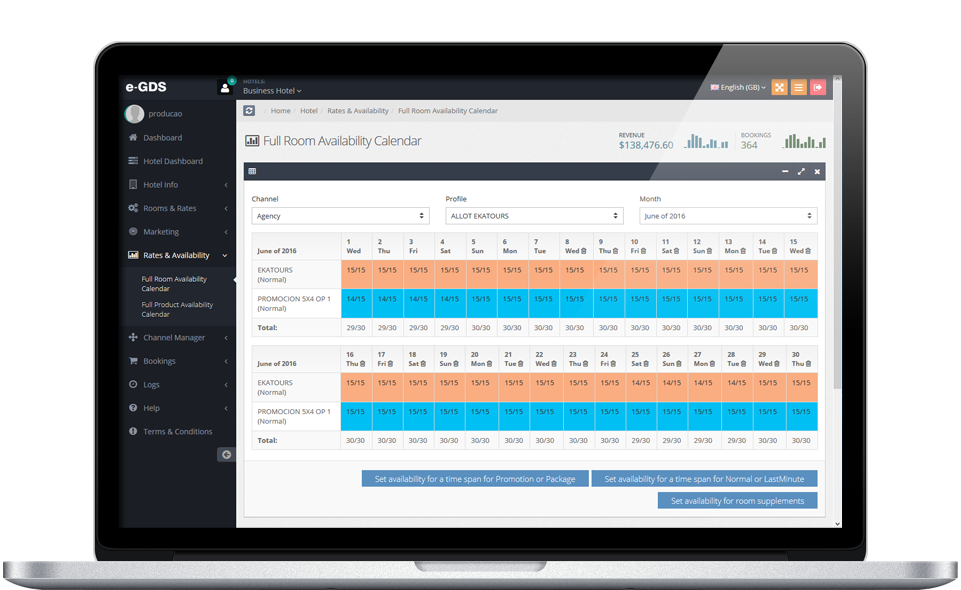 e-GDS
HOTELS:
Business Hotel
English (GB)
producao
Dashboard
Hotel Dashboard
Hotel Info
Rooms & Rates
Marketing
Rates & Availability
Full Room Availability
Calendar
Full Product Availability
Calendar
Channel Manager
Bookings
Logs
Help
Terms & Conditions
Home / Hotel / Rates & Availability / Full Room Availability Calendar
Full Room Availability Calendar
REVENUE
$138,476.60
BOOKINGS
364
Channel Profile Month
Agency ALLOT EKATOURS June of 2016
1 2 3 4 5 6 7 8 9 10 11 12 13 14 15
June of 2016 Wed Thu Fri Sat Sun Mon Tue Wed Thu Fri Sat Sun Mon Tue Wed
EKATOURS 15/15 15/15 15/15 15/15 15/15 15/15 15/15 15/15 15/15 15/15 15/15 15/15 15/15 15/15 15/15
(Normal)
PROMOCION 5X4 OP 1 14/15 14/15 14/15 14/15 15/15 15/15 15/15 15/15 15/15 15/15 15/15 15/15 15/15 15/15 15/15
(Normal)
Total: 29/30 29/30 29/30 29/30 30/30 30/30 30/30 30/30 30/30 30/30 30/30 30/30 30/30 30/30 30/30
16 17 18 19 20 21 22 23 24 25 26 27 28 29 30
June of 2016 Thu Fri Sat Sun Mon Tue Wed Thu Fri Sat Sun Mon Tue Wed Thu
EKATOURS 15/15 15/15 15/15 15/15 15/15 15/15 15/15 15/15 15/15 14/15 14/15 14/15 14/15 15/15 15/15
(Normal)
PROMOCION 5X4 OP 1 15/15 15/15 15/15 15/15 15/15 15/15 15/15 15/15 15/15 15/15 15/15 15/15 15/15 15/15 15/15
(Normal)
Total: 30/30 30/30 30/30 30/30 30/30 30/30 30/30 30/30 30/30 29/30 29/30 29/30 29/30 30/30 30/30
Set availability for a time span for Promotion or Package
Set availability for a time span for Normal or LastMinute
Set availability for room supplements